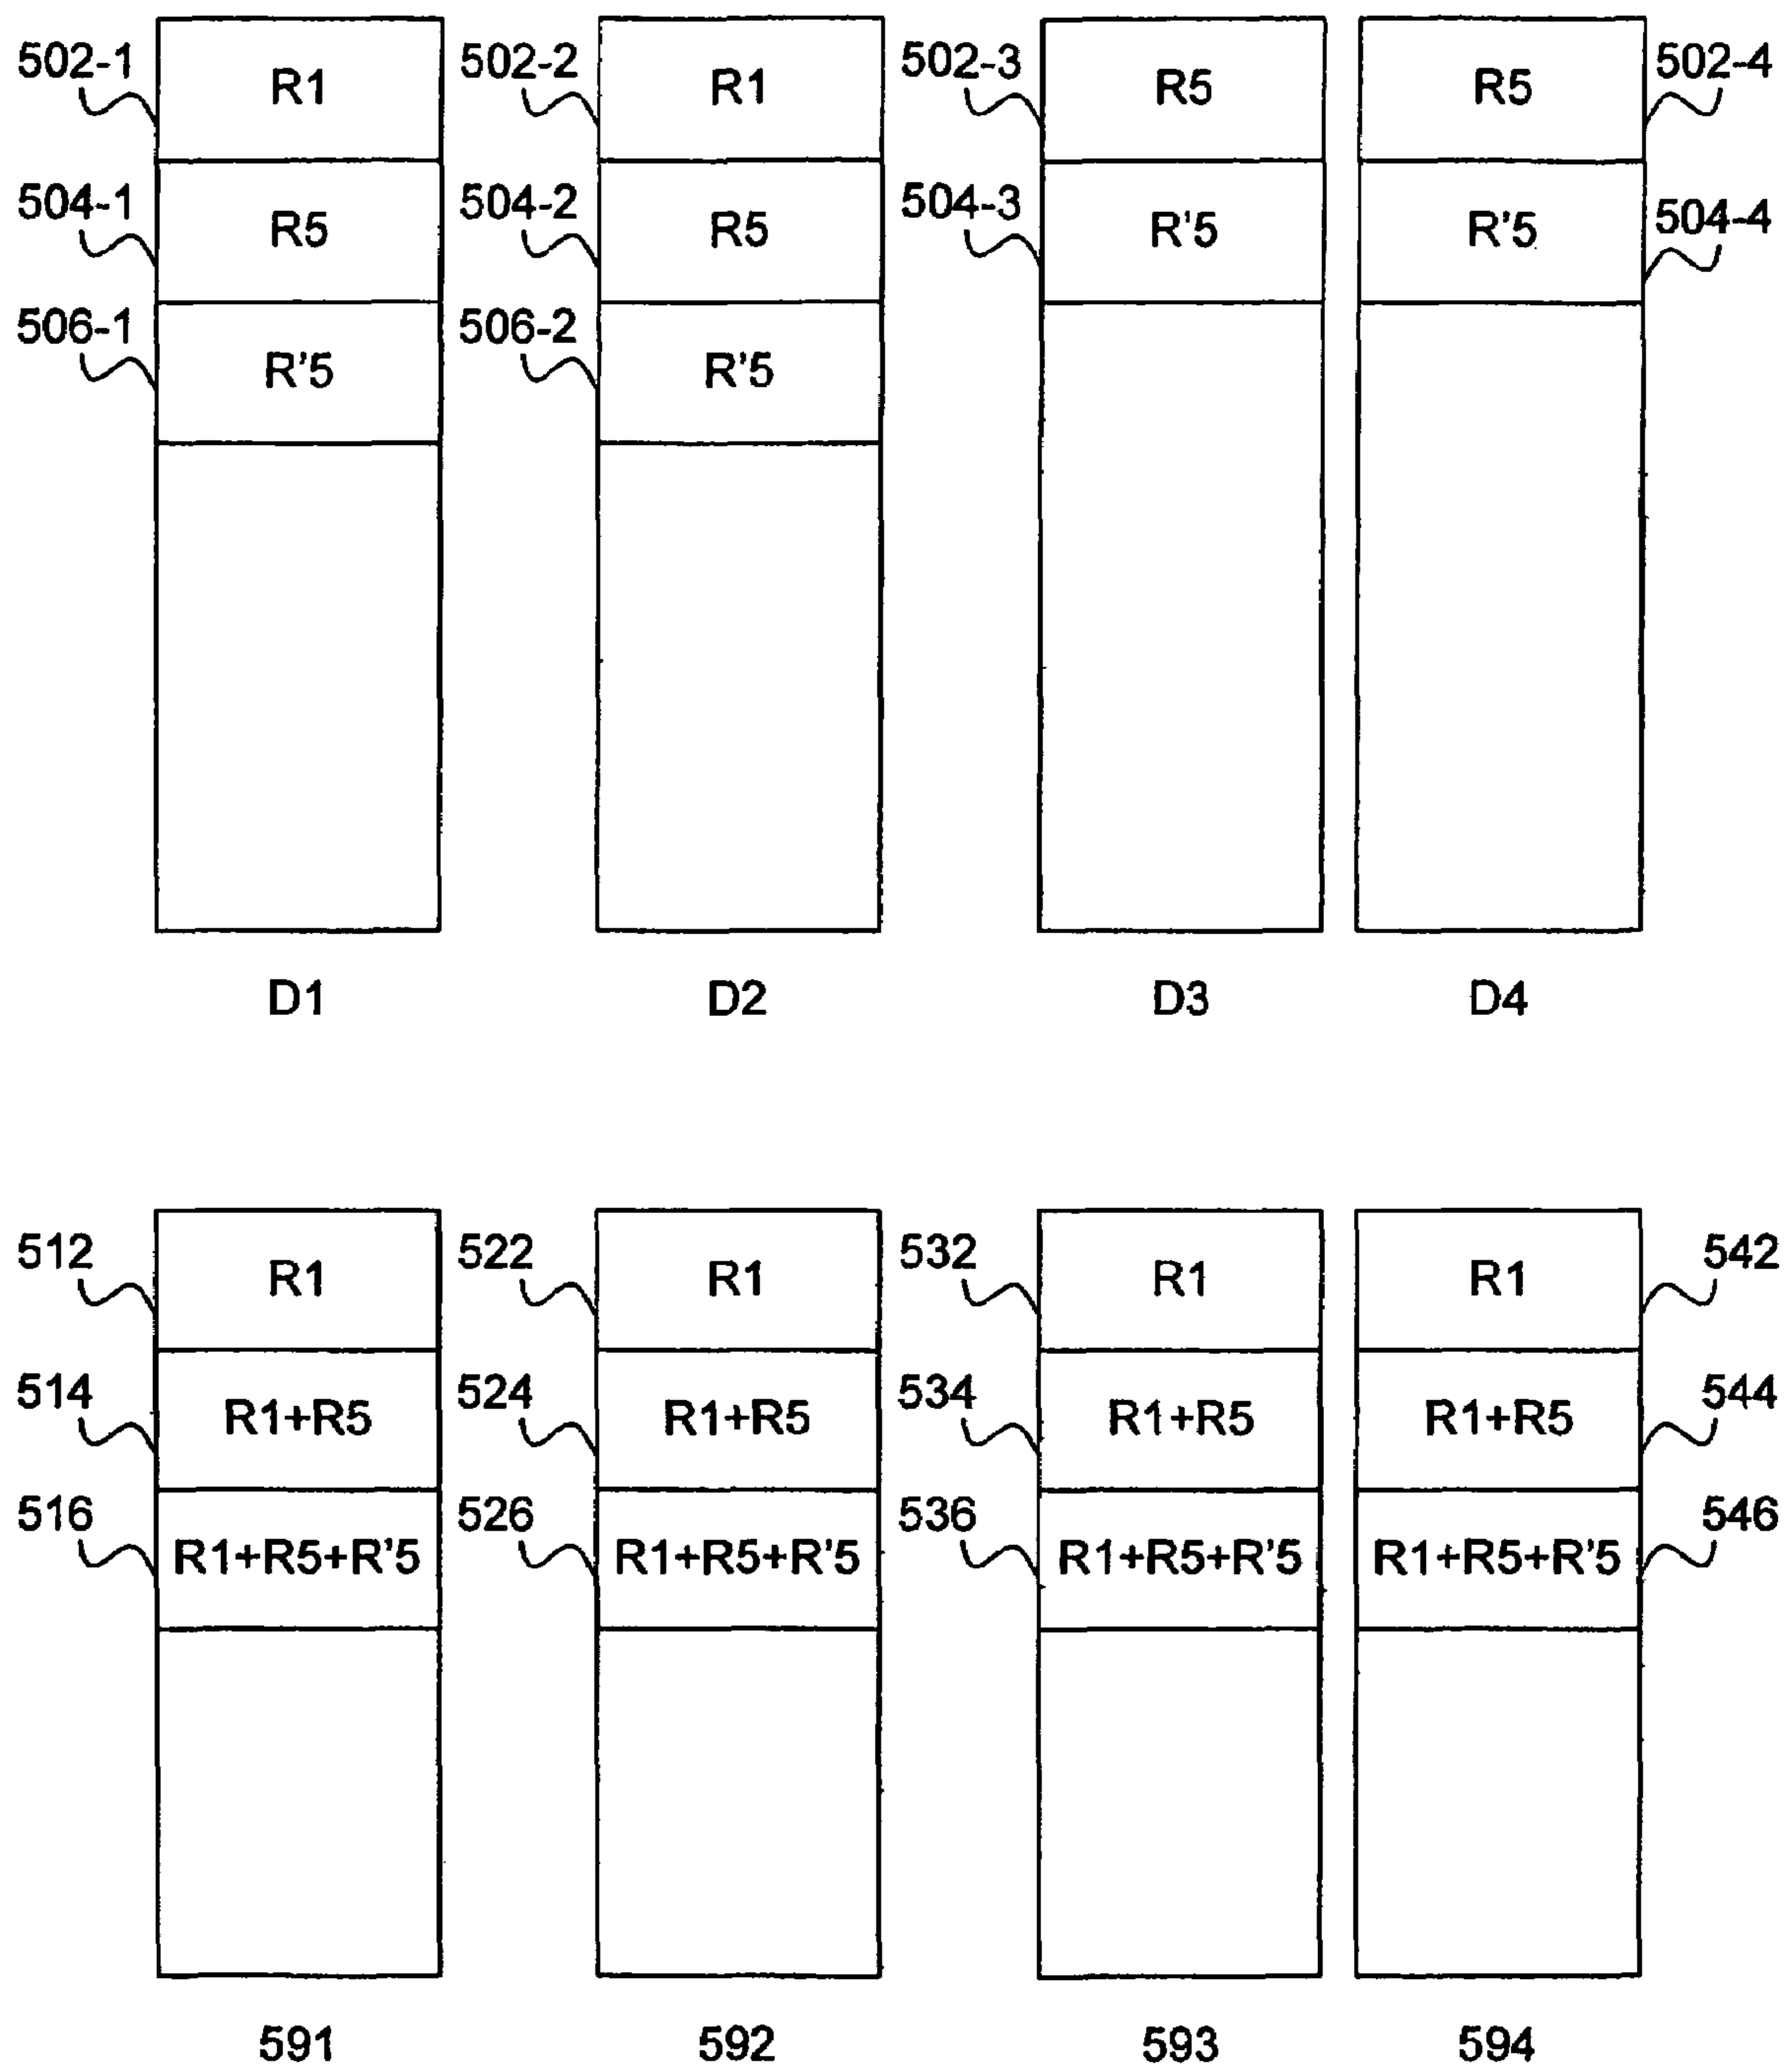 502-1 R1 502-2 R1 502-3 R5 R5 502-4
504-1 R5 504-2 R5 504-3 R'5 R'5 504-4
506-1 R'5 506-2 R'5
D1 D2 D3 D4
512 R1 522 R1 532 R1 R1 542
514 R1+R5 524 R1+R5 534 R1+R5 R1+R5 544
516 R1+R5+R'5 526 R1+R5+R'5 536 R1+R5+R'5 R1+R5+R'5 546
591 592 593 594